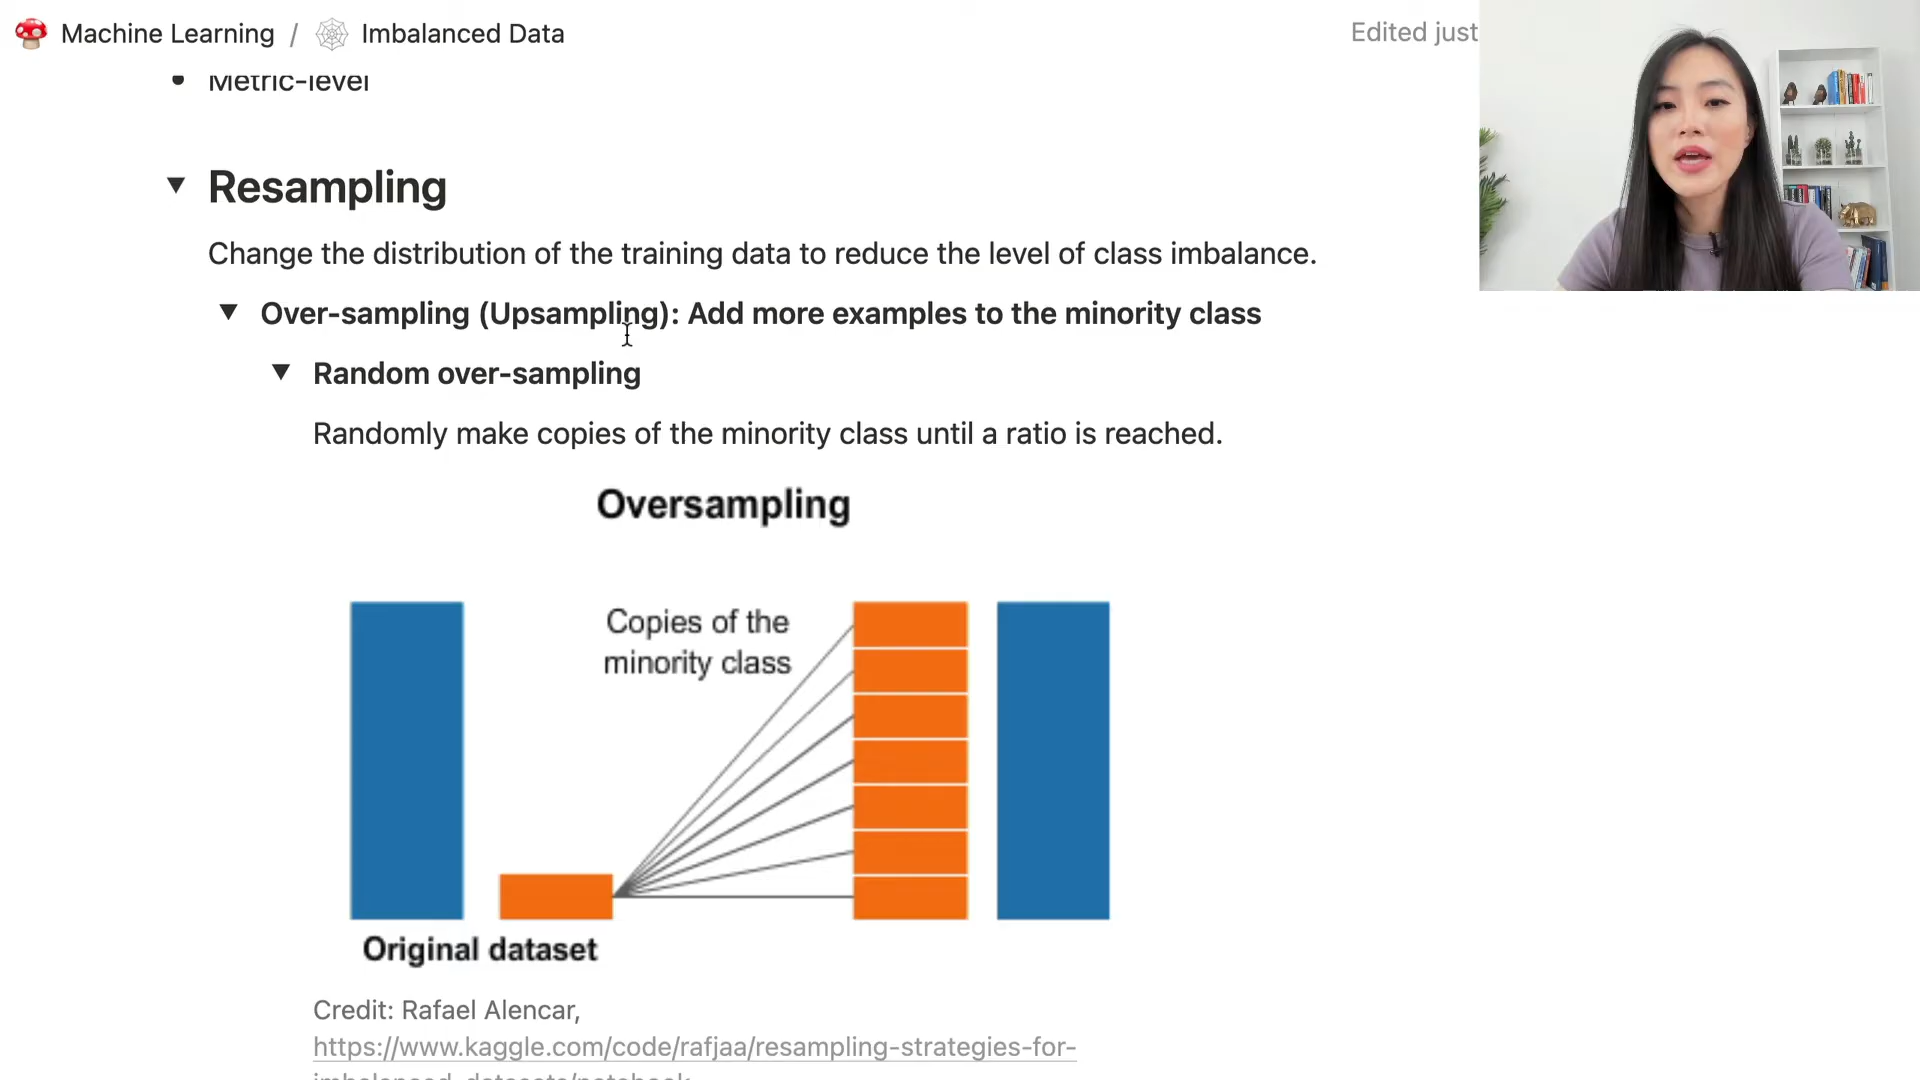 Machine Learning / Imbalanced Data
Edited just
Metric-level
Resampling
Change the distribution of the training data to reduce the level of class imbalance.
Over-sampling (Upsampling): Add more examples to the minority class
Random over-sampling
Randomly make copies of the minority class until a ratio is reached.
Oversampling
Copies of the
minority class
Original dataset
Credit: Rafael Alencar,
https://www.kaggle.com/code/rafjaa/resampling-strategies-for-
imbalanced-datasets/notebook